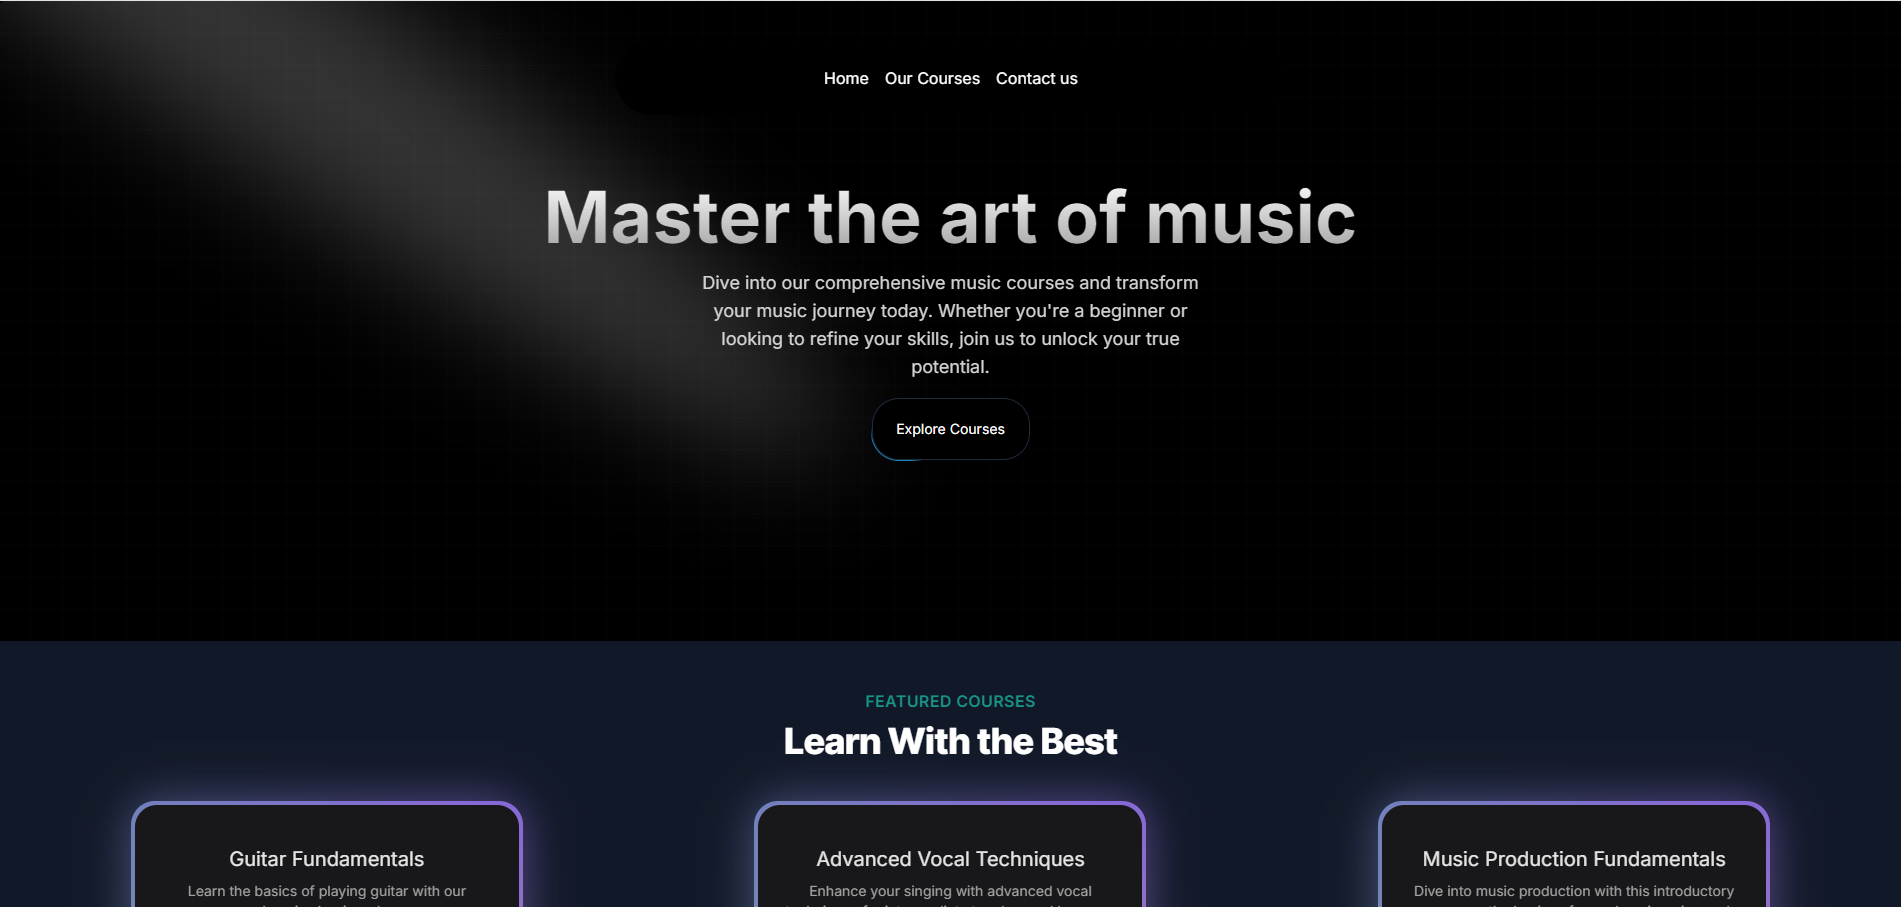 Home Our Courses Contact us
Master the art of music
Dive into our comprehensive music courses and transform
your music journey today. Whether you're a beginner or
looking to refine your skills, join us to unlock your true
potential.
Explore Courses
FEATURED COURSES
Learn With the Best
Guitar Fundamentals
Learn the basics of playing guitar with our
Advanced Vocal Techniques
Enhance your singing with advanced vocal
Music Production Fundamentals
Dive into music production with this introductory